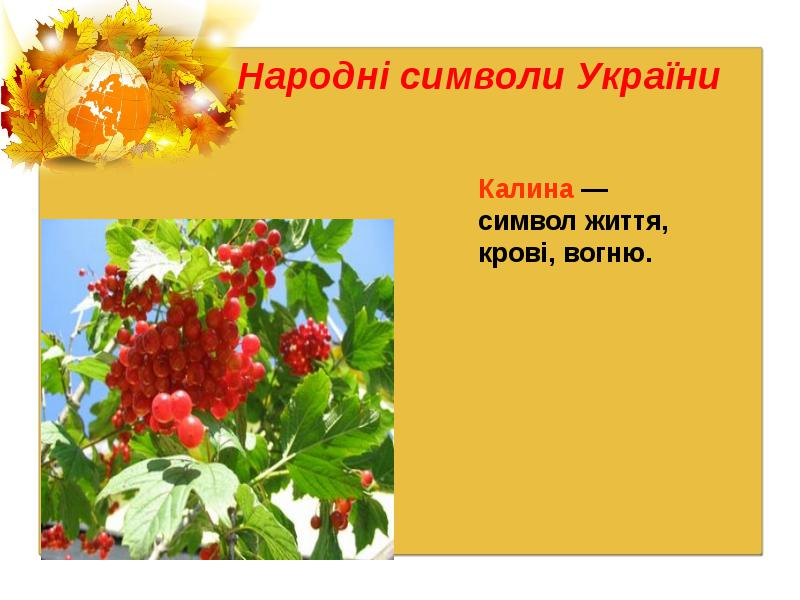 Народні символи України
Калина —
символ життя,
крові, вогню.